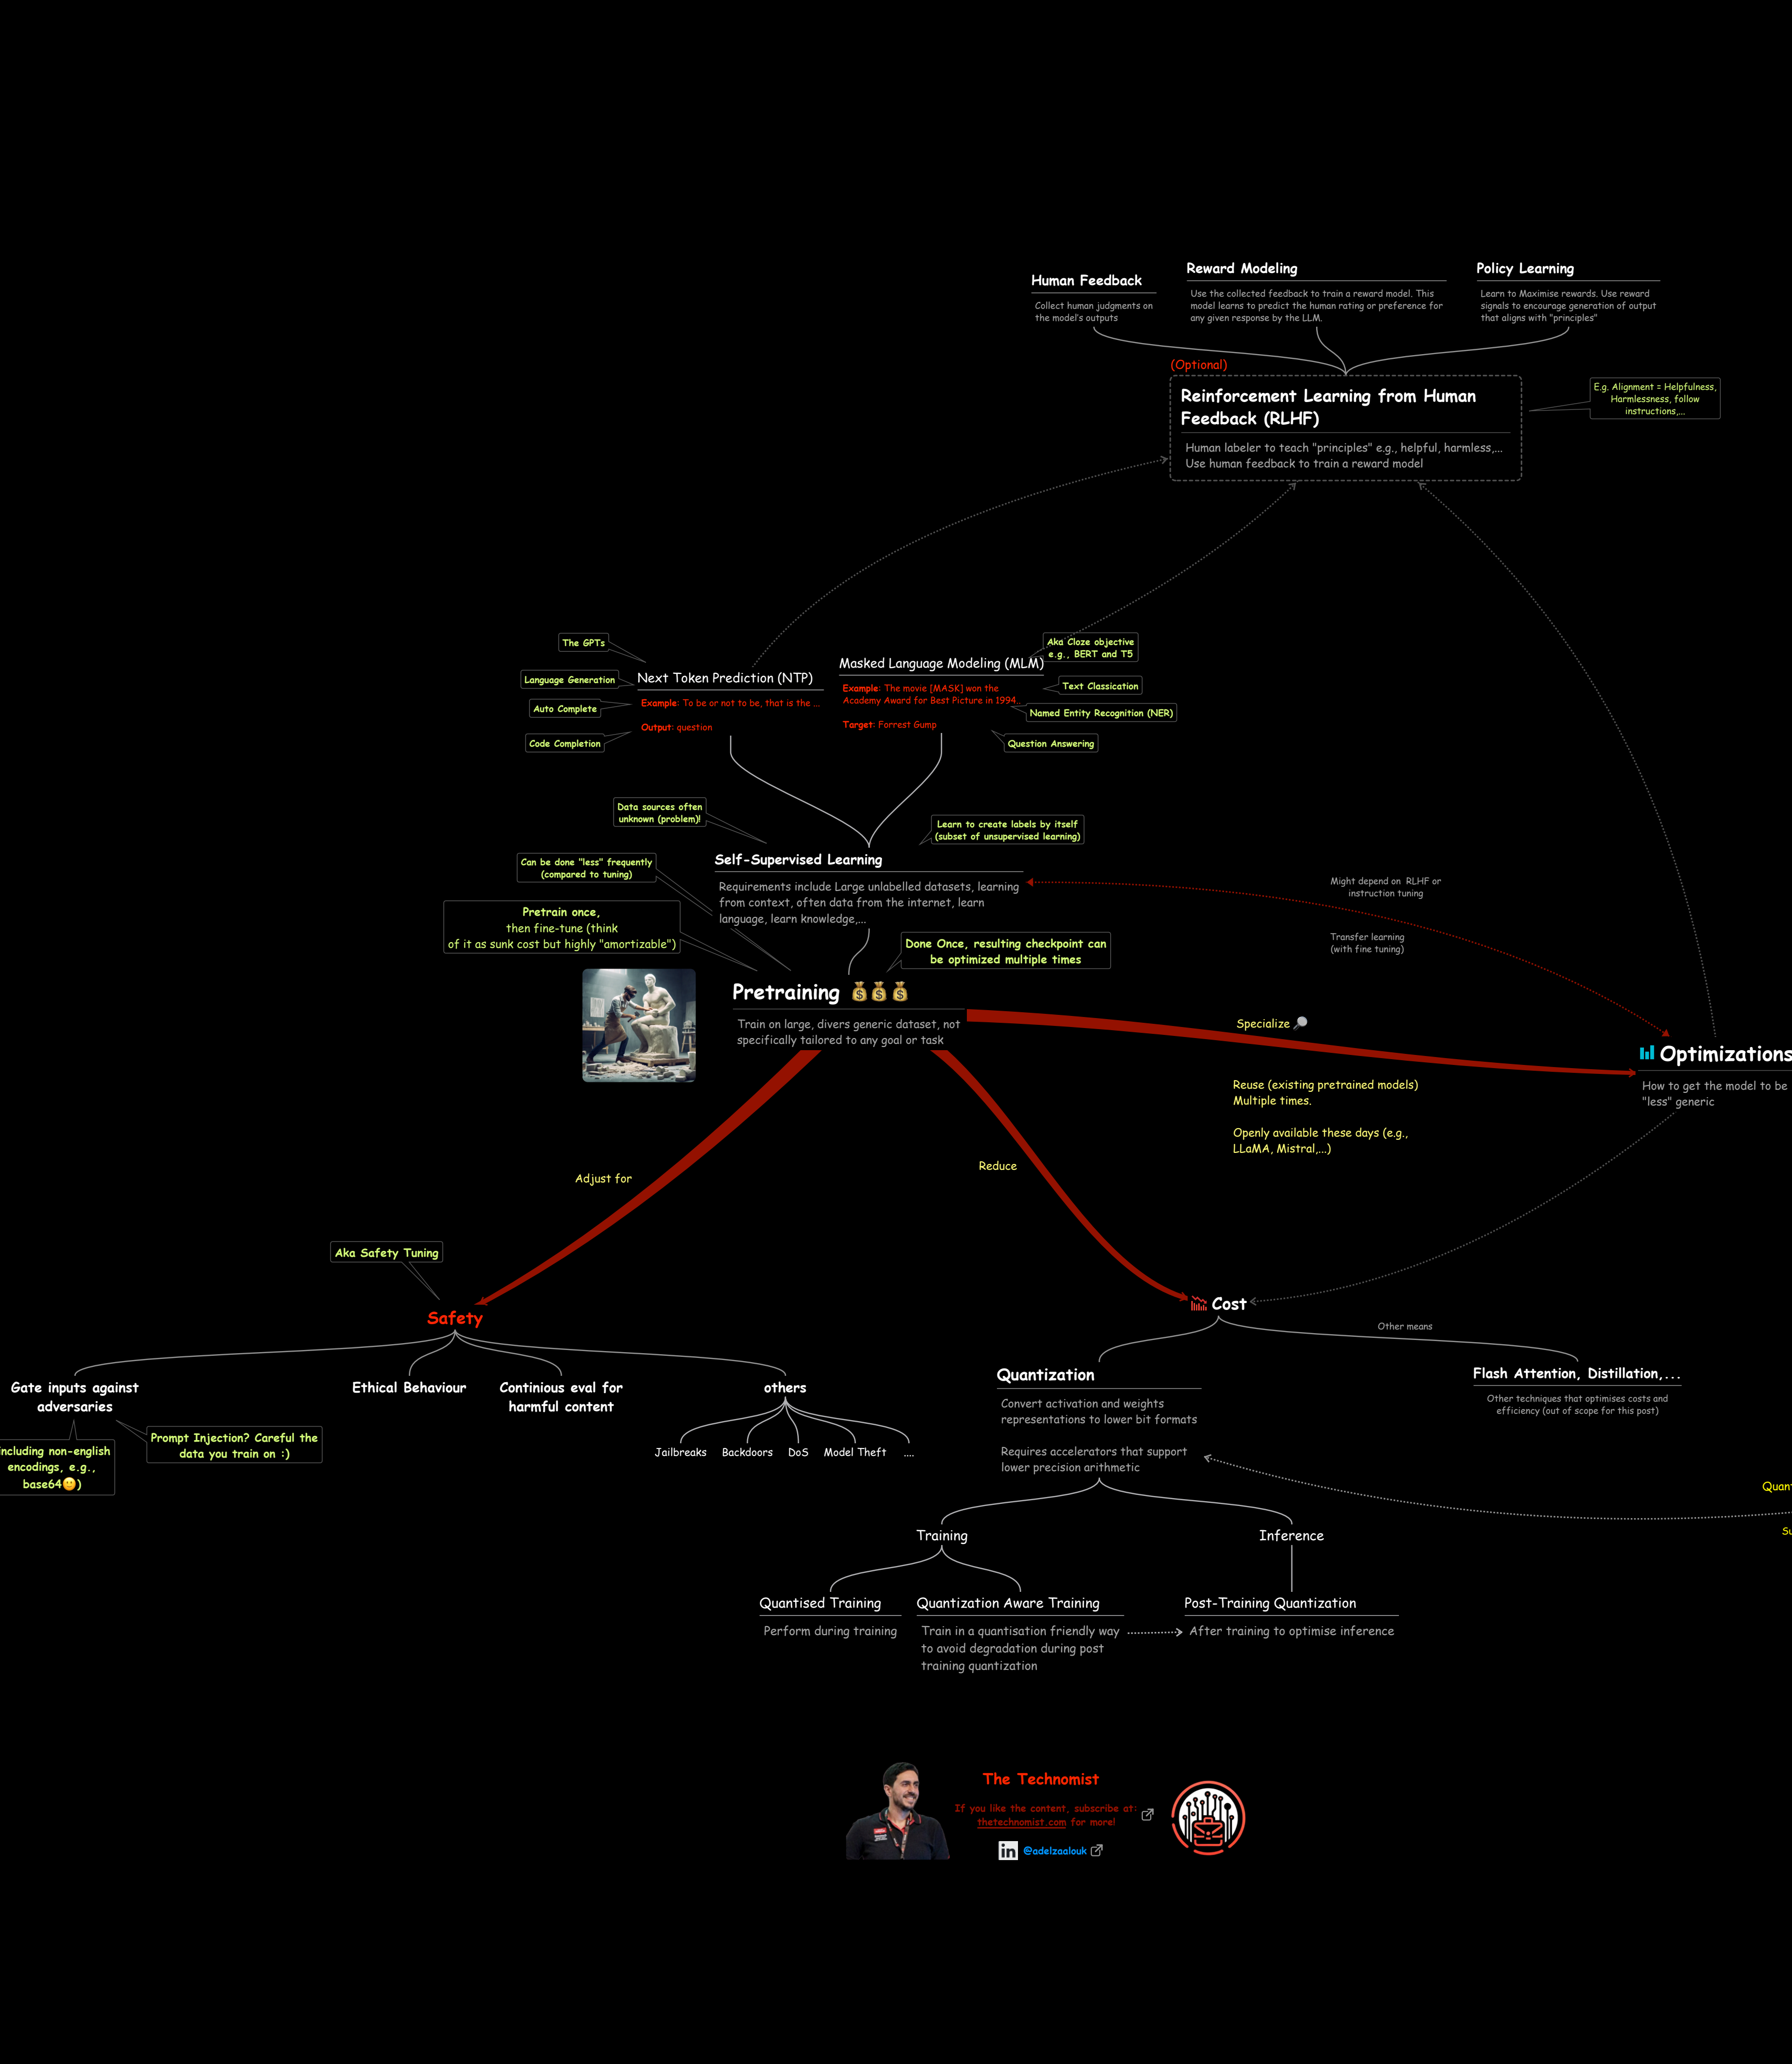 Human Feedback
Collect human judgments on
the model's outputs
Reward Modeling
Use the collected feedback to train a reward model. This
model learns to predict the human rating or preference for
any given response by the LLM.
Policy Learning
Learn to Maximise rewards. Use reward
signals to encourage generation of output
that aligns with "principles"
(Optional)
Reinforcement Learning from Human
Feedback (RLHF)
Human labeler to teach "principles" e.g., helpful, harmless,...
Use human feedback to train a reward model
E.g. Alignment = Helpfulness,
Harmlessness, follow
instructions,...
The GPTs
Language Generation
Auto Complete
Code Completion
Next Token Prediction (NTP)
Example: To be or not to be, that is the ...
Output: question
Masked Language Modeling (MLM)
Example: The movie [MASK] won the
Academy Award for Best Picture in 1994..
Target: Forrest Gump
Aka Cloze objective
e.g., BERT and T5
Text Classication
Named Entity Recognition (NER)
Question Answering
Data sources often
unknown (problem)!
Learn to create labels by itself
(subset of unsupervised learning)
Can be done "less" frequently
(compared to tuning)
Self-Supervised Learning
Requirements include Large unlabelled datasets, learning
from context, often data from the internet, learn
language, learn knowledge,...
Might depend on RLHF or
instruction tuning
Transfer learning
(with fine tuning)
Pretrain once,
then fine-tune (think
of it as sunk cost but highly "amortizable")
Done Once, resulting checkpoint can
be optimized multiple times
Pretraining
Train on large, divers generic dataset, not
specifically tailored to any goal or task
Specialize
Reuse (existing pretrained models)
Multiple times.
Openly available these days (e.g.,
LLaMA, Mistral,...)
Optimizations
How to get the model to be
"less" generic
Adjust for
Reduce
Aka Safety Tuning
Safety
Gate inputs against
adversaries
including non-english
encodings, e.g.,
base64)
Prompt Injection? Careful the
data you train on :)
Ethical Behaviour
Continious eval for
harmful content
others
Jailbreaks
Backdoors
DoS
Model Theft
....
Cost
Other means
Quantization
Convert activation and weights
representations to lower bit formats
Requires accelerators that support
lower precision arithmetic
Flash Attention, Distillation,...
Other techniques that optimises costs and
efficiency (out of scope for this post)
Quan
Su
Training
Inference
Quantised Training
Perform during training
Quantization Aware Training
Train in a quantisation friendly way
to avoid degradation during post
training quantization
Post-Training Quantization
After training to optimise inference
The Technomist
If you like the content, subscribe at:
thetechnomist.com for more!
in
@adelzaalouk